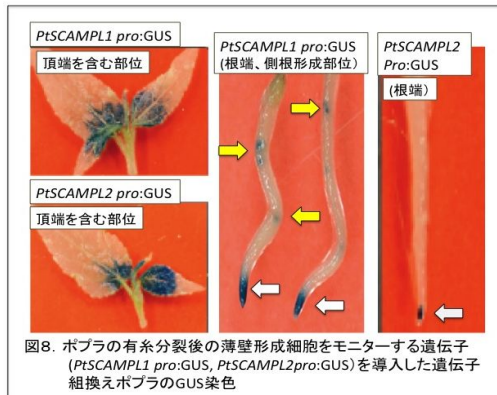 PtSCAMPL1 pro:GUS
頂端を含む部位
PtSCAMPL2 pro:GUS
頂端を含む部位
PtSCAMPL1 pro:GUS
(根端、側根形成部位)
PtSCAMPL2
Pro:GUS
(根端)
図8. ポプラの有糸分裂後の薄壁形成細胞をモニターする遺伝子
(PtSCAMPL1 pro:GUS, PtSCAMPL2pro:GUS)を導入した遺伝子
組換えポプラのGUS染色